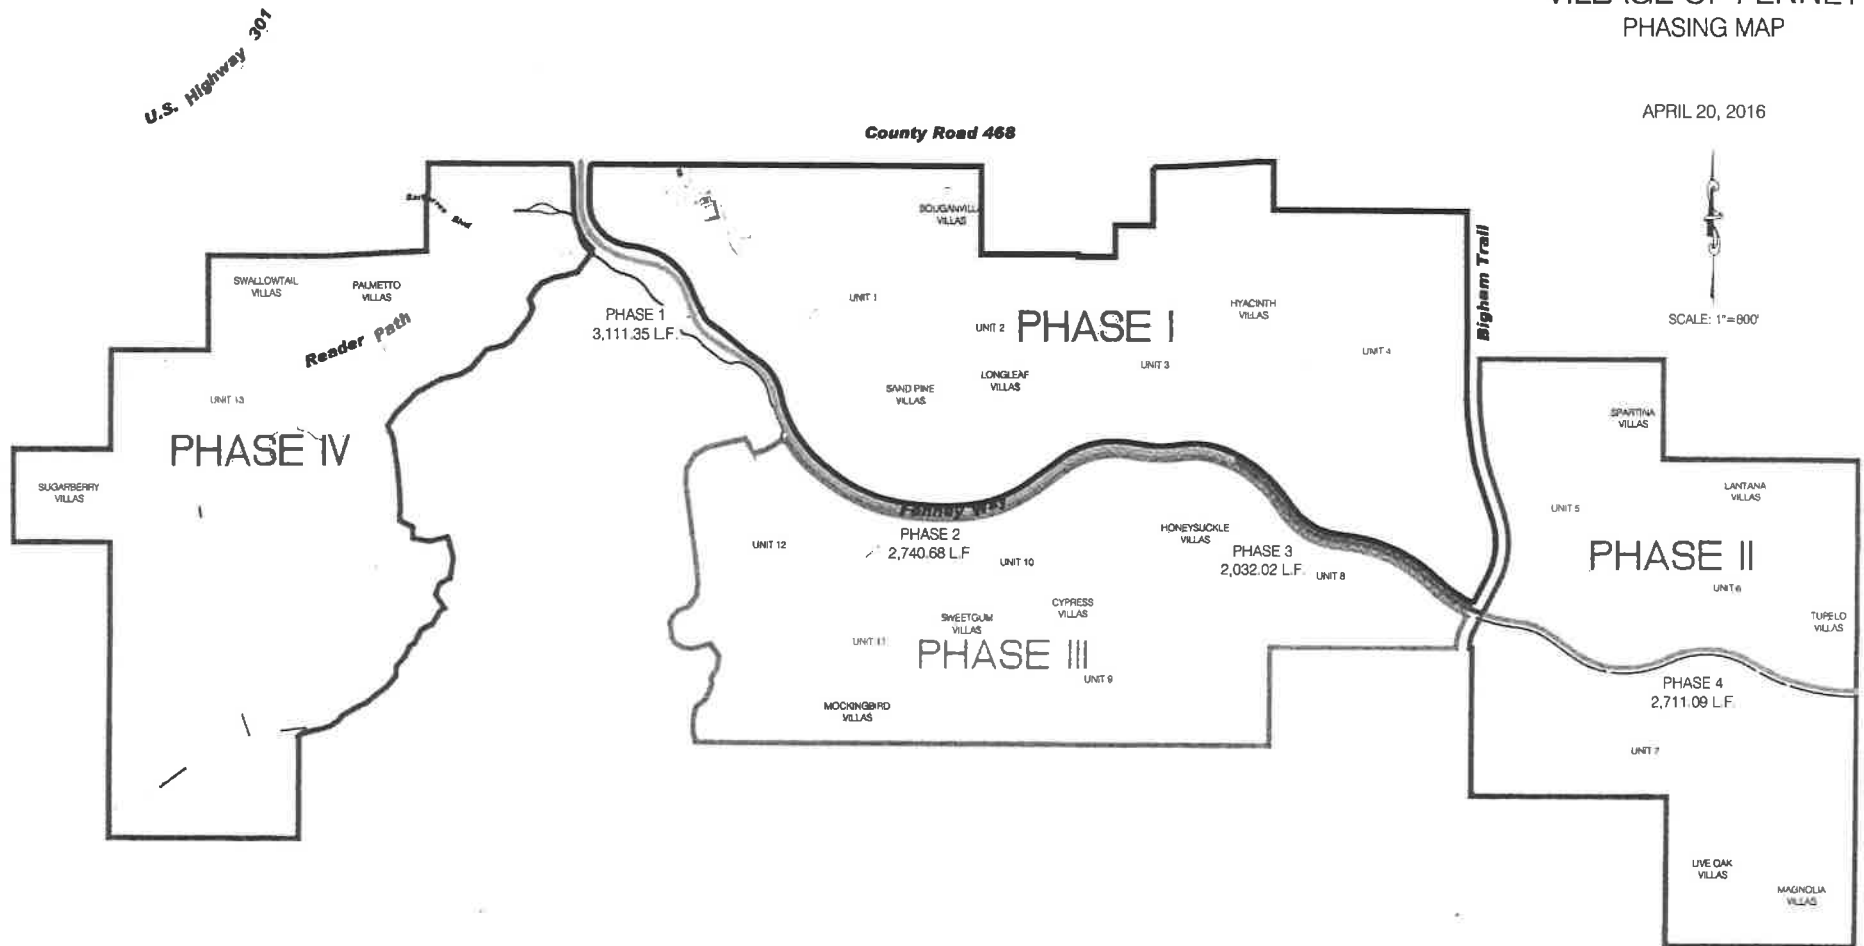 PHASING MAP
APRIL 20, 2016
SCALE: 1"=800'
U.S. Highway 301
County Road 468
Bigham Trail
BOUGANVILLA
VILLAS
SWALLOWTAIL
VILLAS
PALMETTO
VILLAS
Reader Path
UNIT 13
PHASE IV
SUGARBERRY
VILLAS
PHASE 1
3,111.35 L.F.
UNIT 1
UNIT 2
PHASE I
HYACINTH
VILLAS
UNIT 3
UNIT 4
SAND PINE
VILLAS
LONGLEAF
VILLAS
SPARTINA
VILLAS
LANTANA
VILLAS
UNIT 5
PHASE II
UNIT 6
TUPELO
VILLAS
Fenney Way
PHASE 2
2,740.68 L.F
HONEYSUCKLE
VILLAS
PHASE 3
2,032.02 L.F.
UNIT 8
UNIT 12
UNIT 10
CYPRESS
VILLAS
SWEETGUM
VILLAS
UNIT 11
PHASE III
UNIT 9
MOCKINGBIRD
VILLAS
PHASE 4
2,711.09 L.F.
UNIT 7
LIVE OAK
VILLAS
MAGNOLIA
VILLAS